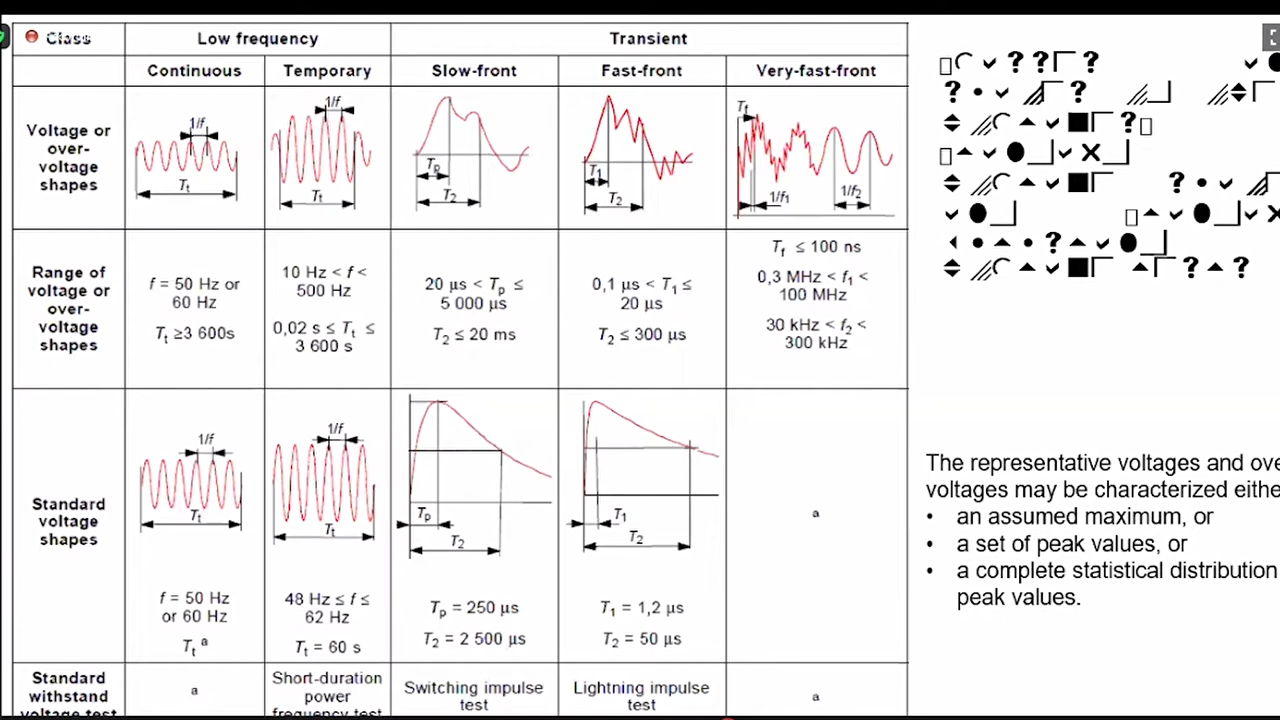 Class Low frequency Transient
Continuous Temporary Slow-front Fast-front Very-fast-front
Voltage or
over-
voltage
shapes
1/f
Tt
1/f
Tt
Tp
T2
T1
T2
Tf
1/f1
1/f2
Range of
voltage or
over-
voltage
shapes
f = 50 Hz or
60 Hz
Tt ≥3 600s
10 Hz < f <
500 Hz
0,02 s ≤ Tt ≤
3 600 s
20 µs < Tp ≤
5 000 µs
T2 ≤ 20 ms
0,1 µs < T1 ≤
20 µs
T2 ≤ 300 µs
Tf ≤ 100 ns
0,3 MHz < f1 <
100 MHz
30 kHz < f2 <
300 kHz
Standard
voltage
shapes
1/f
Tt
f = 50 Hz
or 60 Hz
Tt a
1/f
Tt
48 Hz ≤ f ≤
62 Hz
Tt = 60 s
Tp
T2
Tp = 250 µs
T2 = 2 500 µs
T1
T2
T1 = 1,2 µs
T2 = 50 µs
a
Standard
withstand
voltage test
a
Short-duration
power
frequency test
Switching impulse
test
Lightning impulse
test
a
The representative voltages and ove
voltages may be characterized eithe
• an assumed maximum, or
• a set of peak values, or
• a complete statistical distribution
peak values.